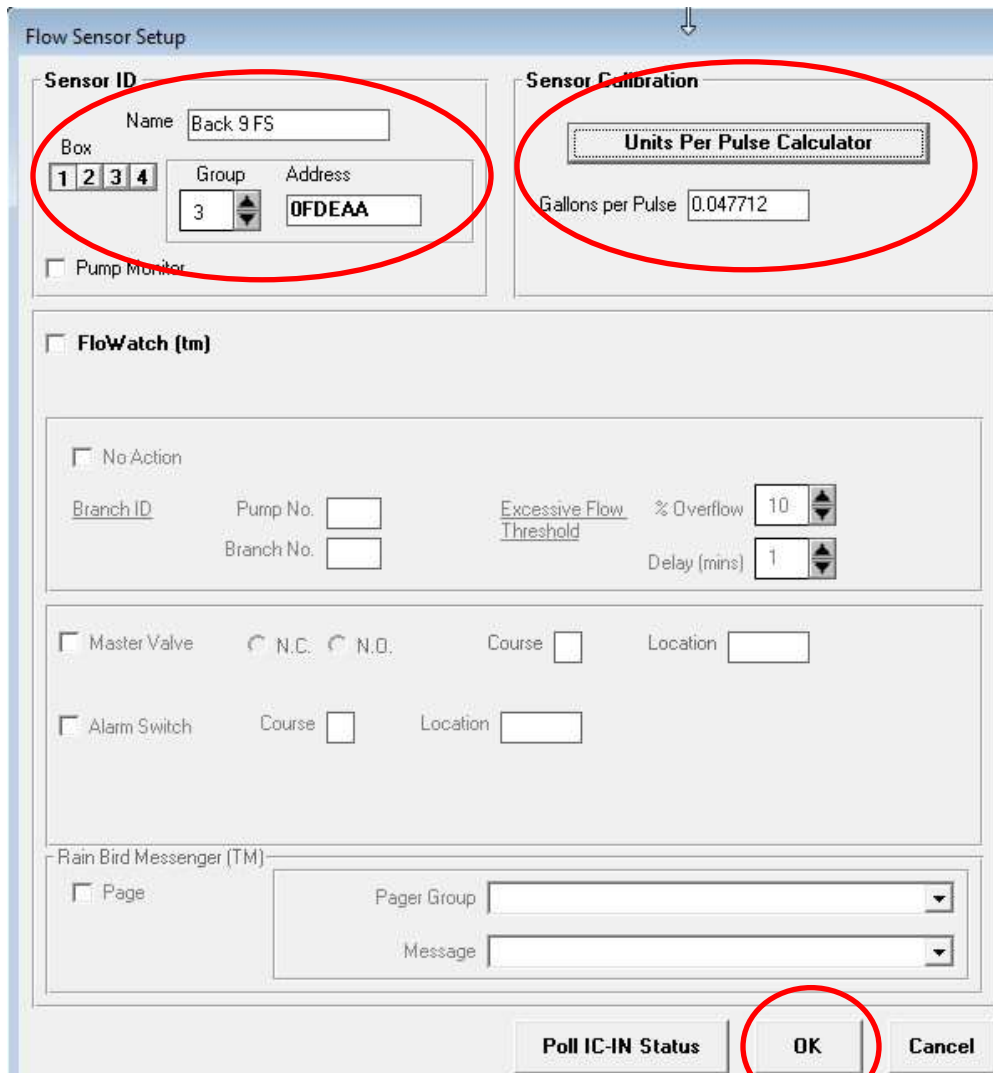 Flow Sensor Setup
Sensor ID
Name Back 9 FS
Box
1 2 3 4
Group Address
3 0FDEAA
Pump Monitor
Sensor Calibration
Units Per Pulse Calculator
Gallons per Pulse 0.047712
FloWatch (tm)
No Action
Branch ID
Pump No.
Branch No.
Excessive Flow
Threshold
% Overflow 10
Delay (mins) 1
Master Valve N.C. N.O. Course Location
Alarm Switch Course Location
Rain Bird Messenger (TM)
Page
Pager Group
Message
Poll IC-IN Status OK Cancel